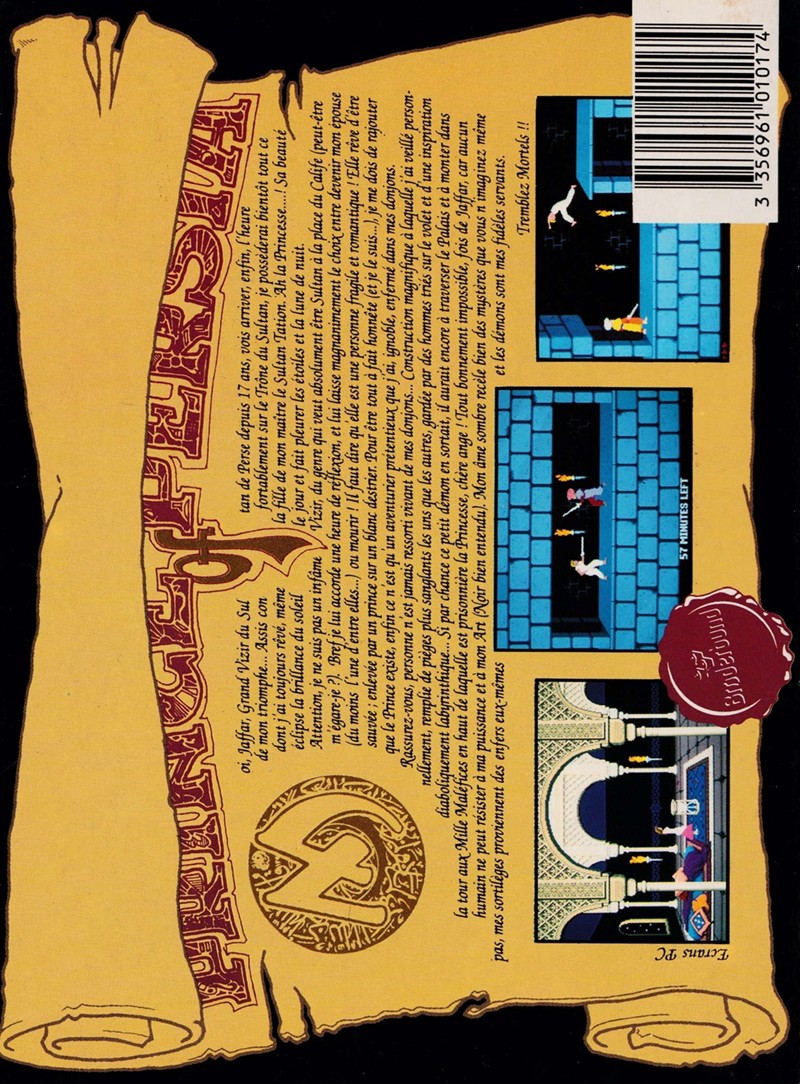 PRINCE of PERSIA
Moi, Jaffar, Grand Vizir du Sul tan de Perse depuis 17 ans, vois arriver, enfin, l'heure
de mon triomphe... Assis con fortablement sur le Trône du Sultan, je possèderai bientôt tout ce
dont j'ai toujours rêvé, même la fille de mon maître le Sultan Tation. Ah la Princesse....! Sa beauté
éclipse la brillance du soleil le jour et fait pleurer les étoiles et la lune de nuit.
Attention, je ne suis pas un infâme Vizir, du genre qui veut absolument être Sultan à la place du Calife (peut-être
m'égare-je ?). Bref je lui accorde une heure de réflexion, et lui laisse magnaninement le choix entre devenir mon épouse
(du moins l'une d'entre elles...) ou mourir ! Il faut dire qu'elle est une personne fragile et romantique ! Elle rêve d'être
sauvée ; enlevée par un prince sur un blanc destrier. Pour être tout à fait honnête (et je le suis...), je me dois de rajouter
que le Prince existe, enfin ce n'est qu'un aventurier prétentieux que j'ai, ignoble, enfermé dans mes donjons.
Rassurez-vous, personne n'est jamais ressorti vivant de mes donjons... Construction magnifique à laquelle j'ai veillé person-
nellement, remplie de pièges plus sanglants les uns que les autres, gardée par des hommes triés sur le volet et d'une inspiration
diaboliquement labyrinthique... Si par chance ce petit démon en sortait, il aurait encore à traverser le Palais et à monter dans
la tour aux Mille Maléfices en haut de laquelle est prisonnière la Princesse, chère ange ! Tout bonnement impossible, fois de Jaffar, car aucun
humain ne peut résister à ma puissance et à mon Art (Noir bien entendu). Mon âme sombre recèle bien des mystères que vous n'imaginez même
pas, mes sortilèges proviennent des enfers eux-mêmes et les démons sont mes fidèles servants.
Tremblez Mortels !!
Ecrans PC
57 MINUTES LEFT
Brøderbund
3 356961 010174